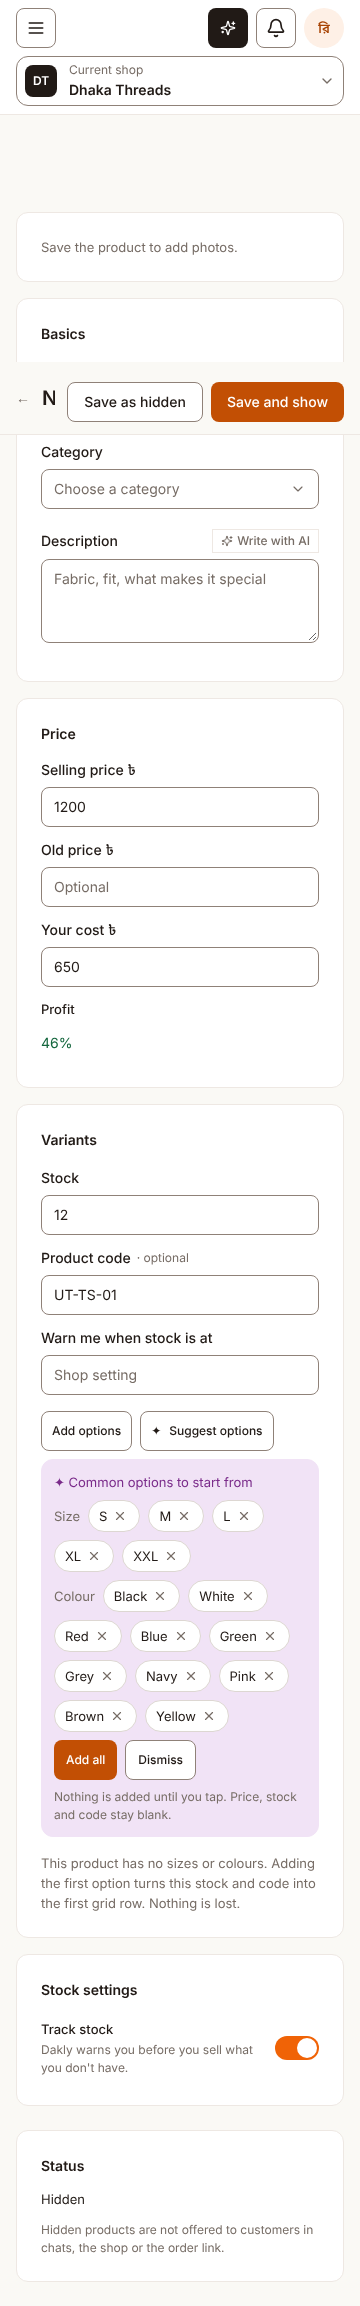 রি
DT
Current shop
Dhaka Threads
Save the product to add photos.
Basics
← N
Save as hidden
Save and show
Category
Choose a category
Description
Write with AI
Fabric, fit, what makes it special
Price
Selling price ৳
1200
Old price ৳
Optional
Your cost ৳
650
Profit
46%
Variants
Stock
12
Product code · optional
UT-TS-01
Warn me when stock is at
Shop setting
Add options
✦ Suggest options
✦ Common options to start from
Size S × M × L ×
XL × XXL ×
Colour Black × White ×
Red × Blue × Green ×
Grey × Navy × Pink ×
Brown × Yellow ×
Add all
Dismiss
Nothing is added until you tap. Price, stock
and code stay blank.
This product has no sizes or colours. Adding
the first option turns this stock and code into
the first grid row. Nothing is lost.
Stock settings
Track stock
Dakly warns you before you sell what
you don't have.
Status
Hidden
Hidden products are not offered to customers in
chats, the shop or the order link.